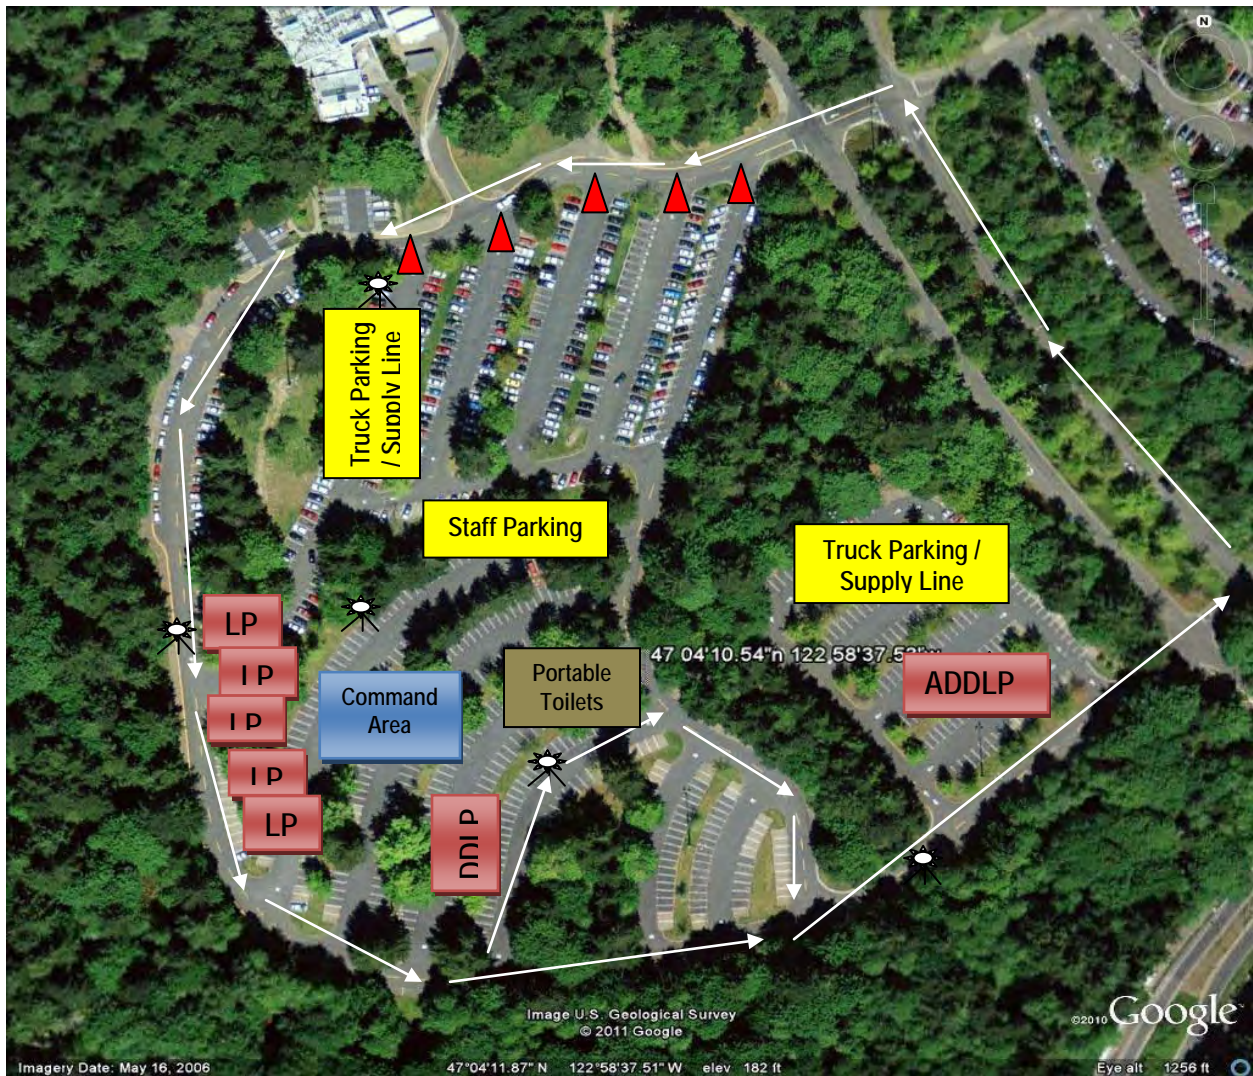 N
Truck Parking
/ Supply Line
Staff Parking
Truck Parking /
Supply Line
LP
LP
LP
LP
LP
Command
Area
Portable
Toilets
47 04'10.54"n 122 58'37.53"w
ADDLP
DDLP
Image U.S. Geological Survey
© 2011 Google
©2010 Google
Imagery Date: May 16, 2006
47°04'11.87" N 122°58'37.51" W elev 182 ft
Eye alt 1256 ft